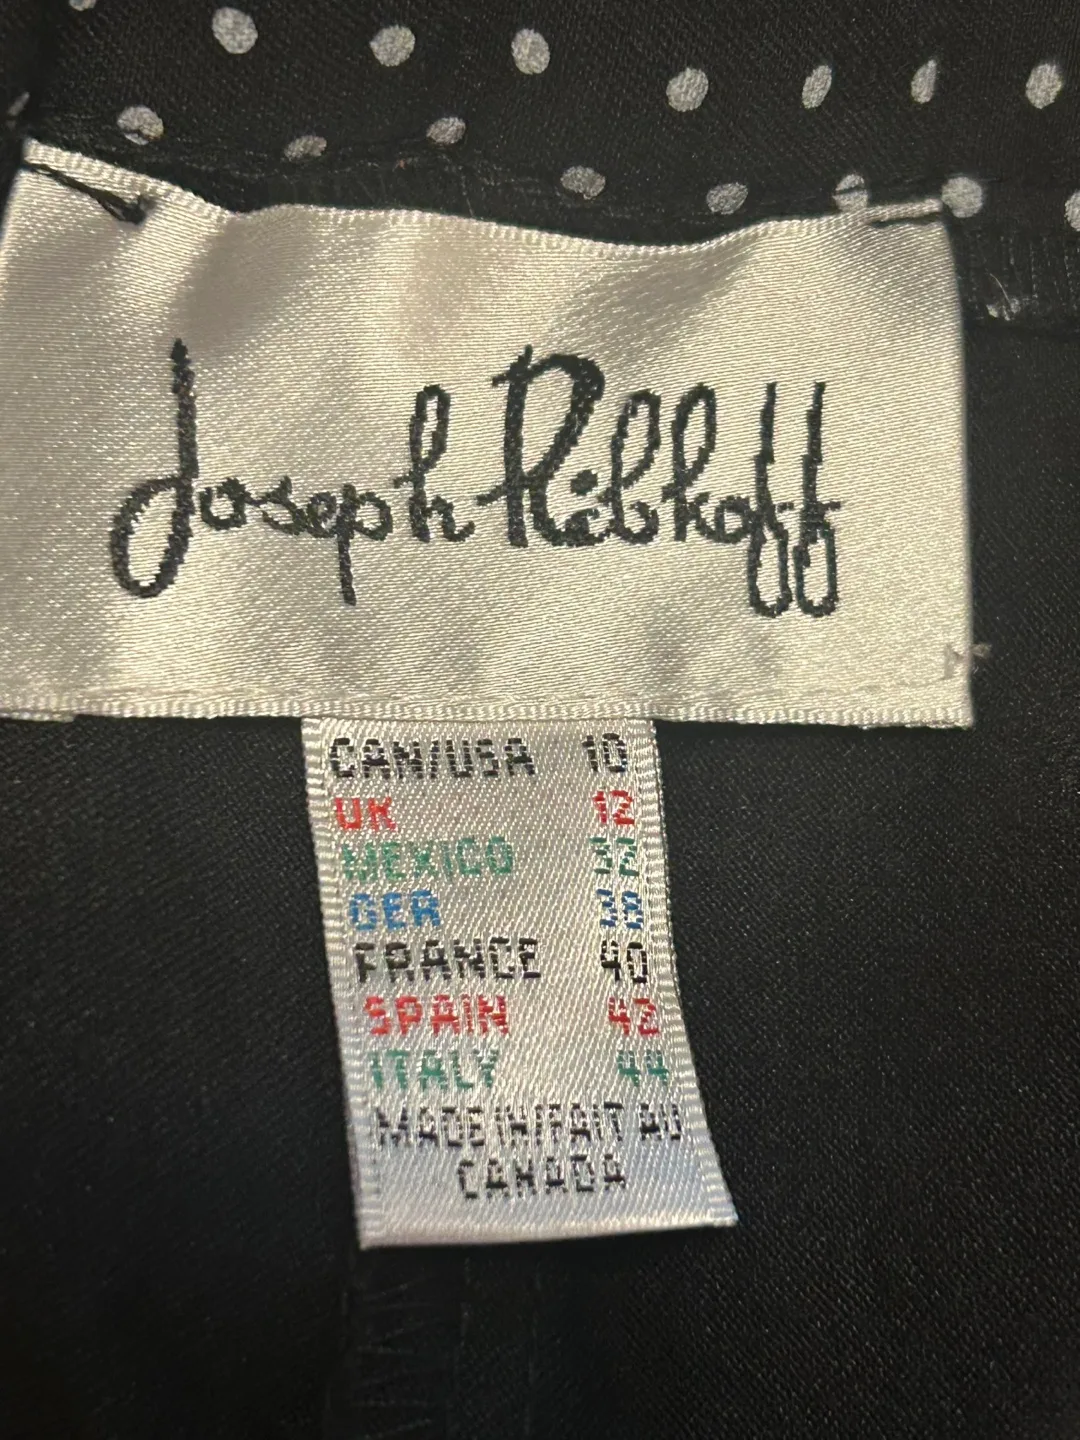 Joseph Ribkoff
CAN/USA 10
UK 12
MEXICO 32
GER 38
FRANCE 40
SPAIN 42
ITALY 44
MADE IN/FAIT AU
CANADA